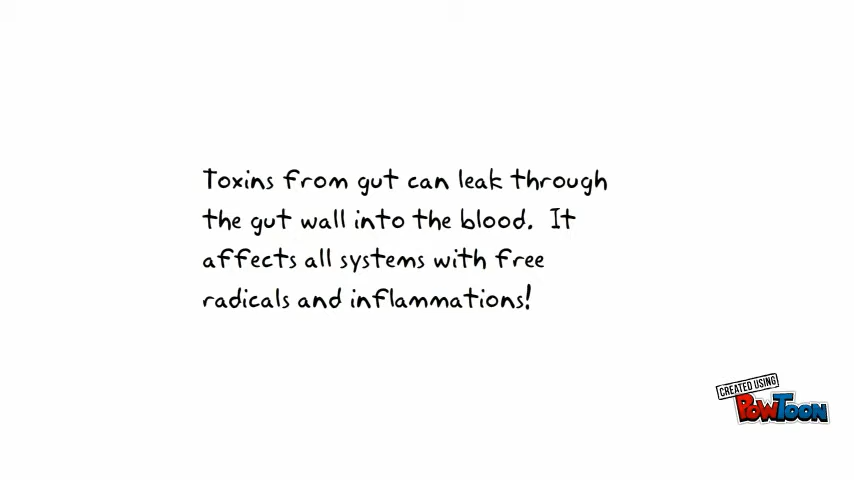 Toxins from gut can leak through
the gut wall into the blood. It
affects all systems with free
radicals and inflammations!
CREATED USING
POWTOON